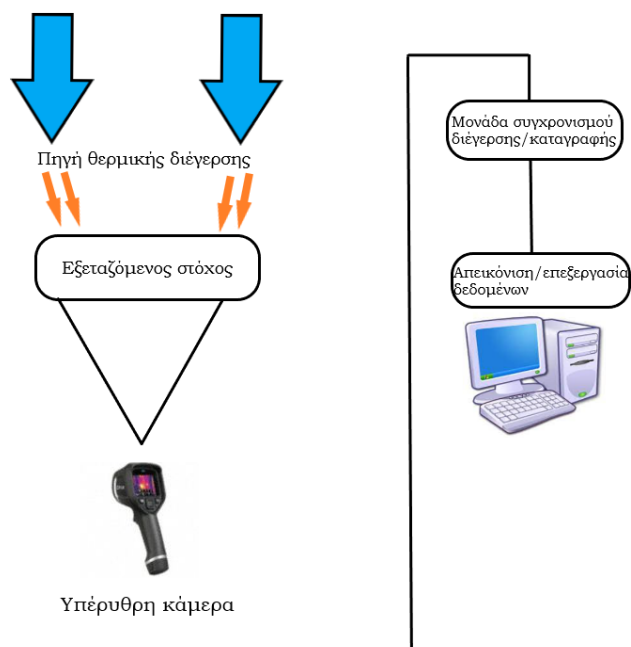 Πηγή θερμικής διέγερσης
Εξεταζόμενος στόχος
Υπέρυθρη κάμερα
Μονάδα συγχρονισμού
διέγερσης/καταγραφής
Απεικόνιση/επεξεργασία
δεδομένων